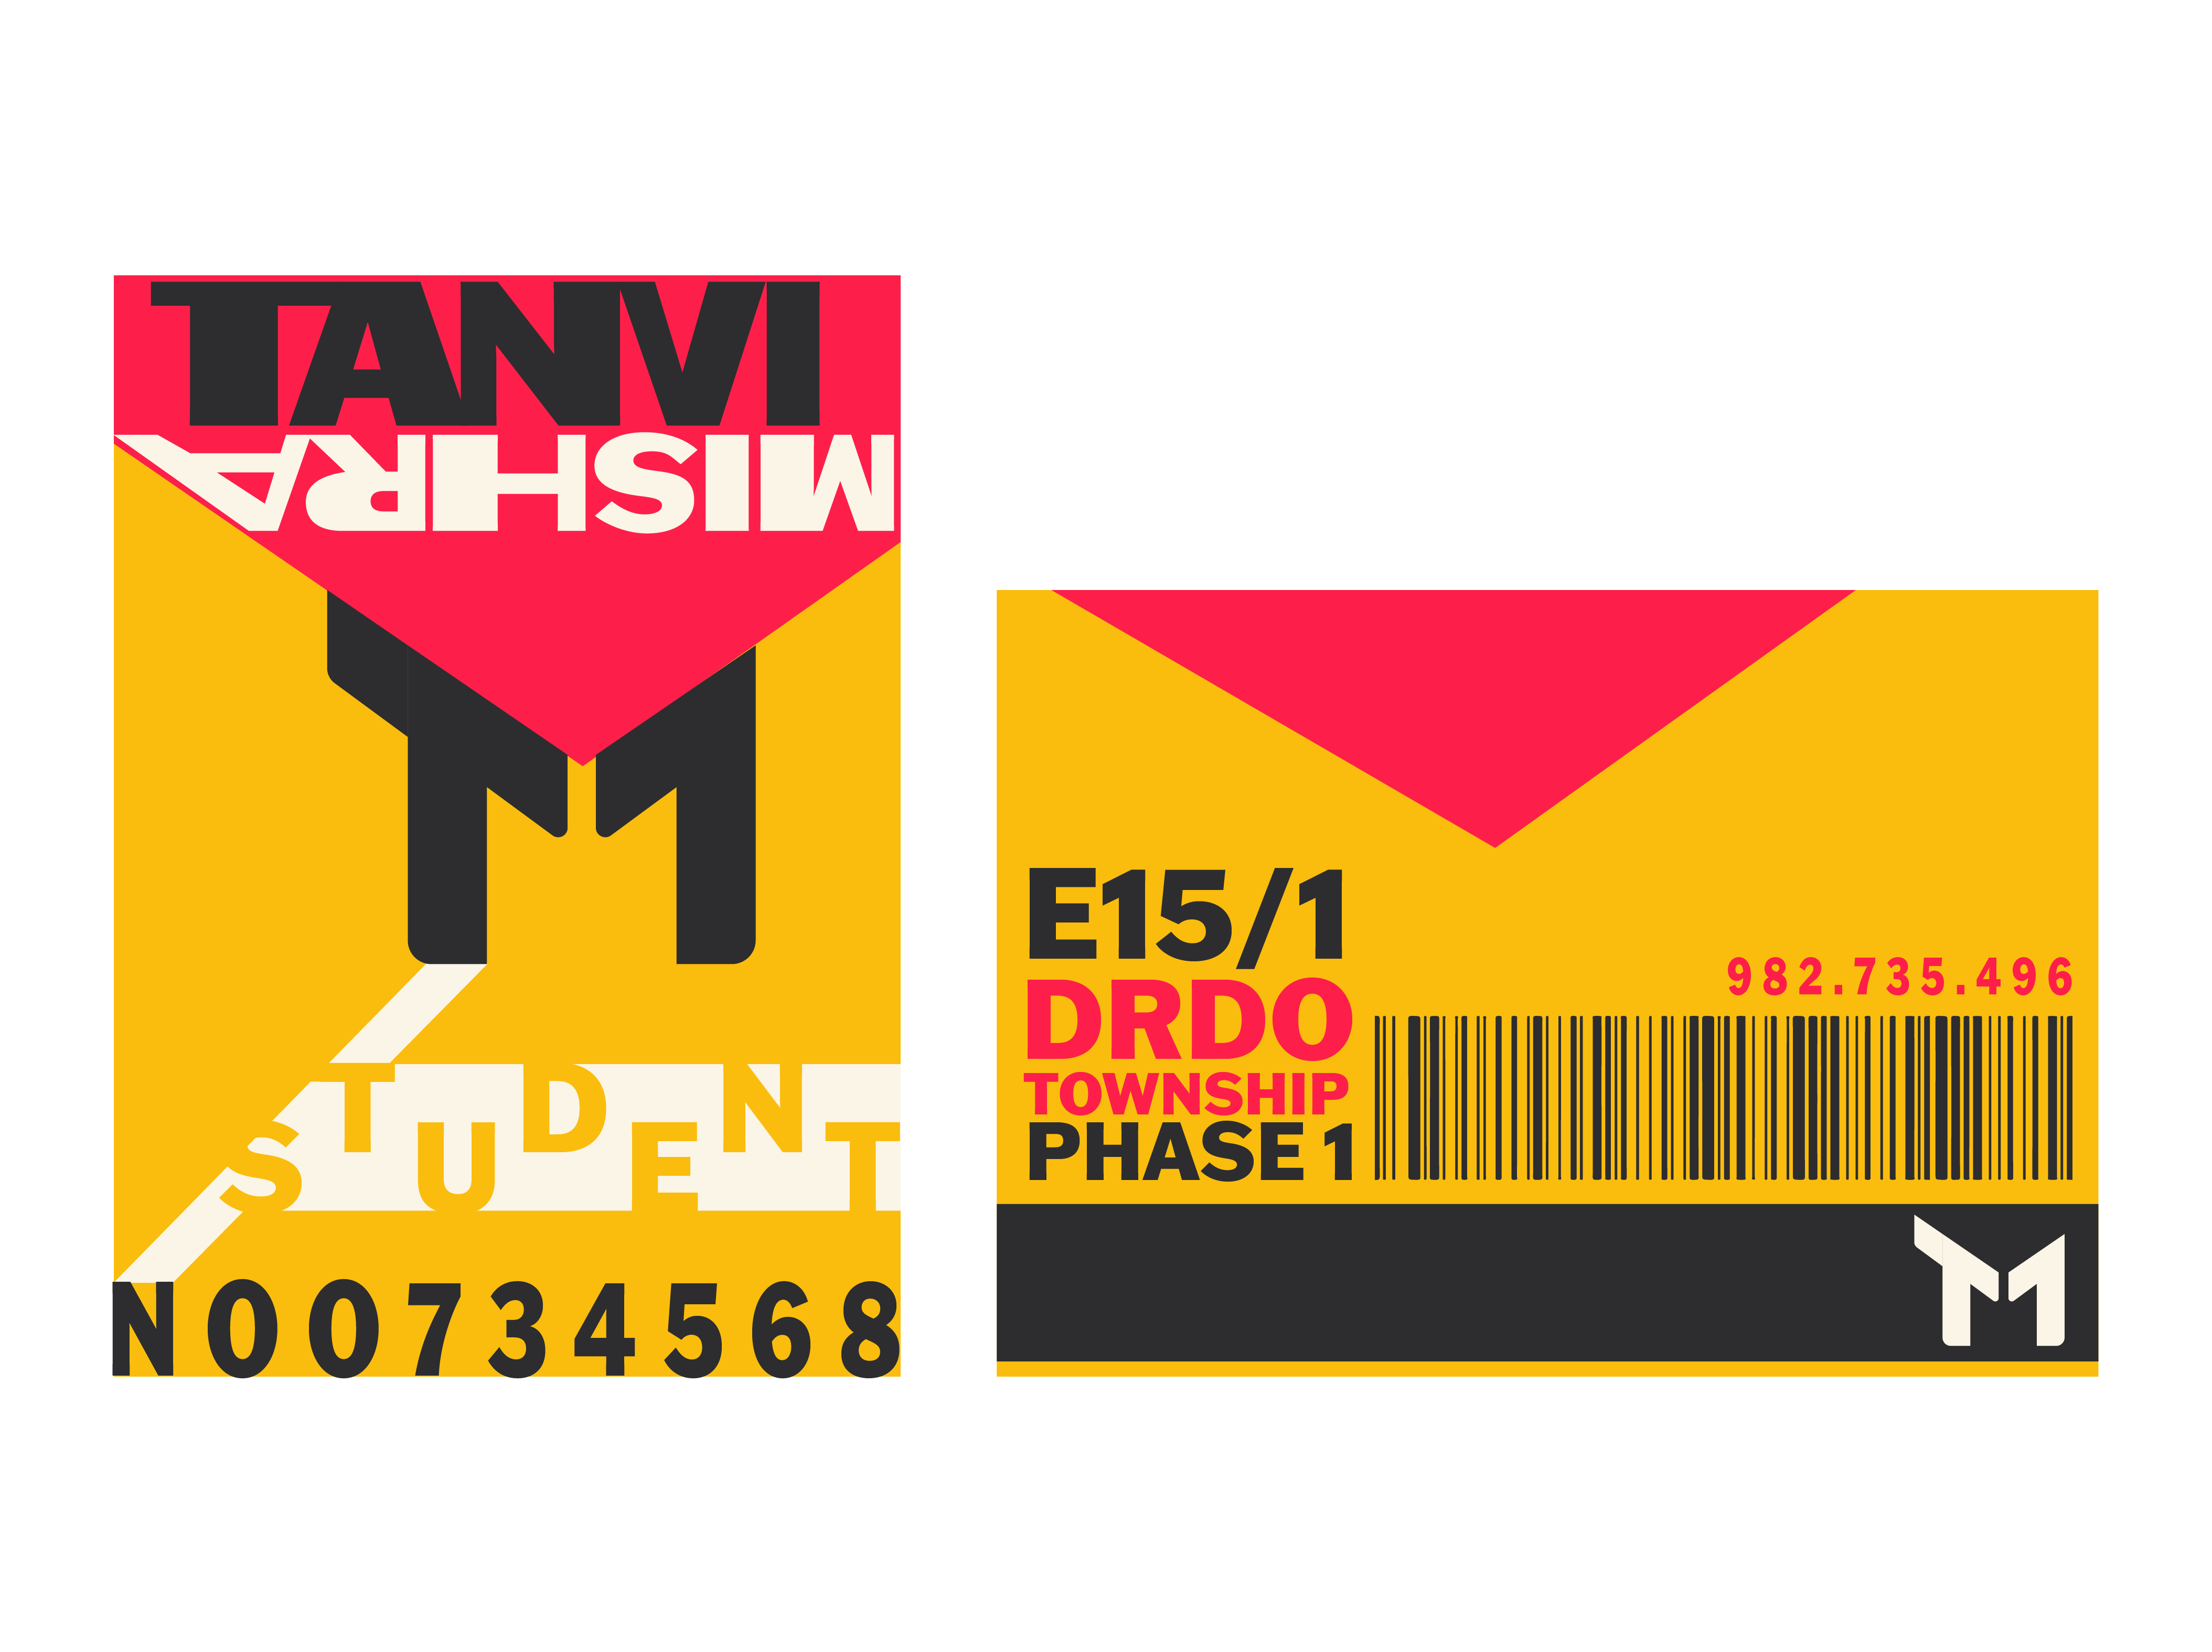 TANVI
MISHRA
STUDENT
N00734568
E15/1
DRDO
TOWNSHIP
PHASE 1
982.735.496